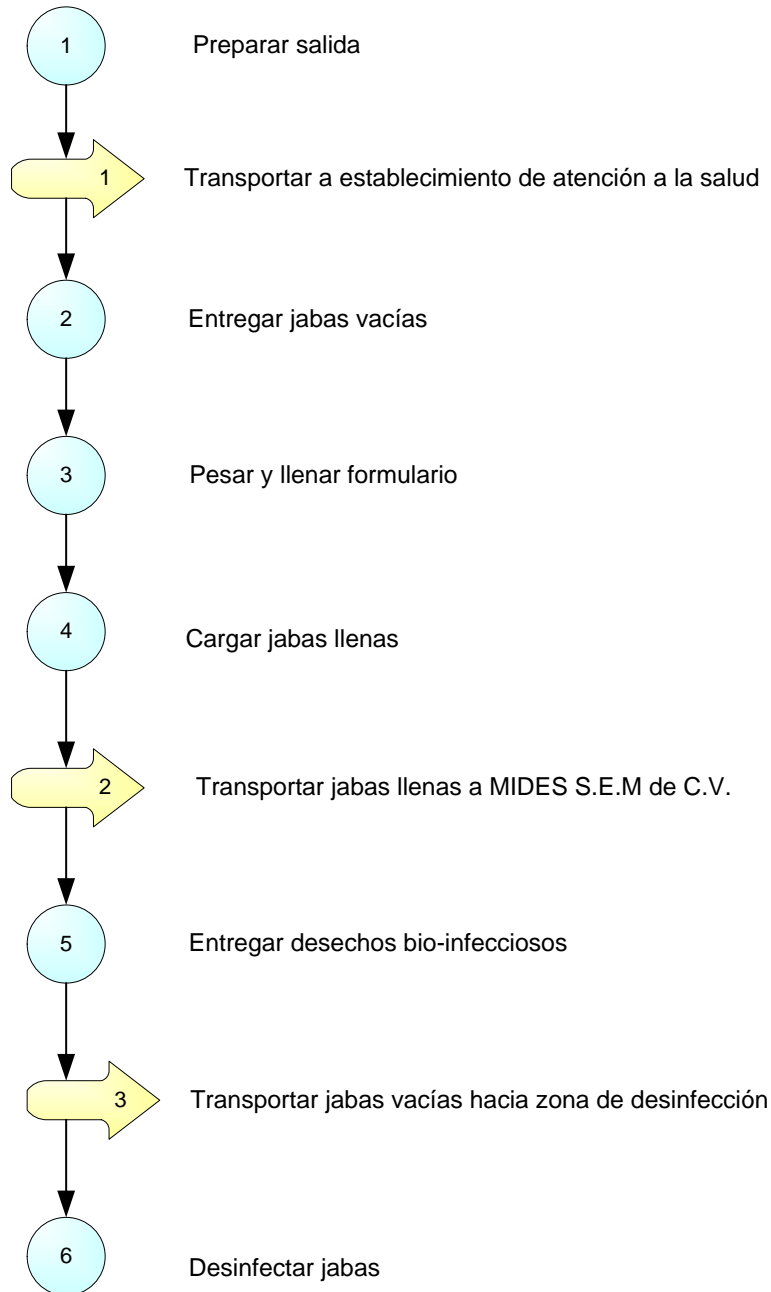 1 Preparar salida
1 Transportar a establecimiento de atención a la salud
2 Entregar jabas vacías
3 Pesar y llenar formulario
4 Cargar jabas llenas
2 Transportar jabas llenas a MIDES S.E.M de C.V.
5 Entregar desechos bio-infecciosos
3 Transportar jabas vacías hacia zona de desinfección
6 Desinfectar jabas